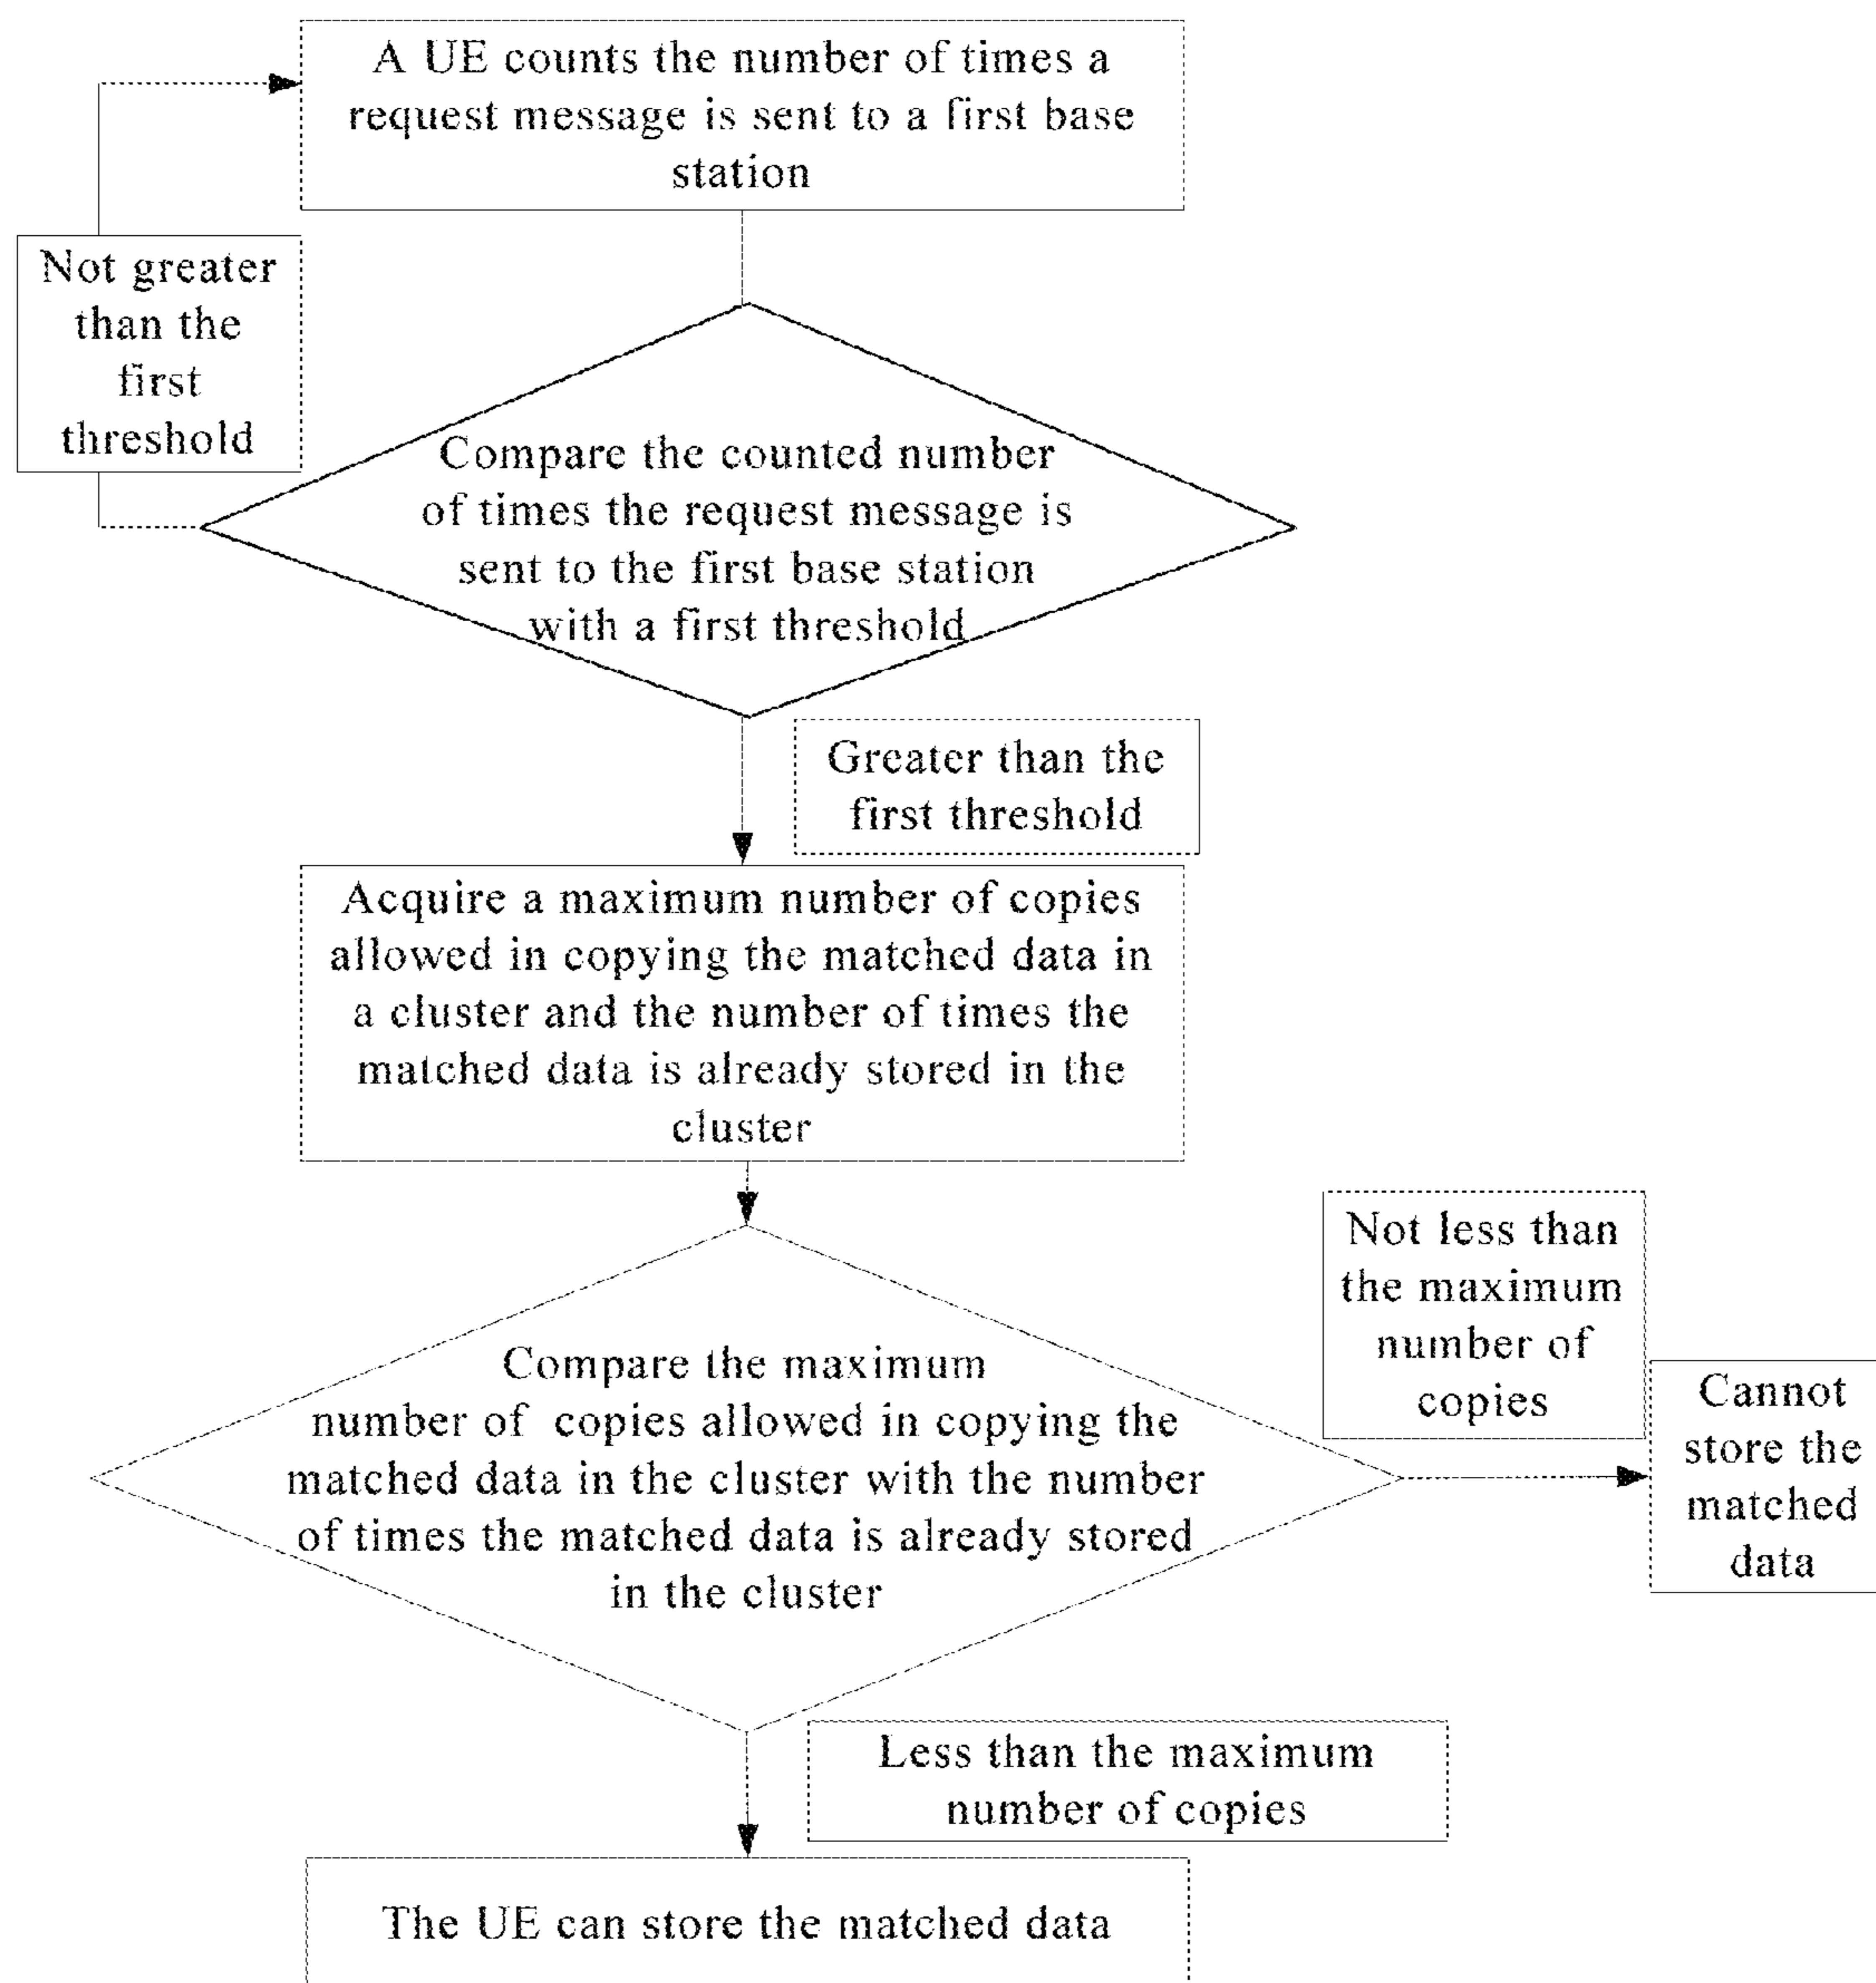 A UE counts the number of times a
request message is sent to a first base
station
Not greater
than the
first
threshold
Compare the counted number
of times the request message is
sent to the first base station
with a first threshold
Greater than the
first threshold
Acquire a maximum number of copies
allowed in copying the matched data in
a cluster and the number of times the
matched data is already stored in the
cluster
Not less than
the maximum
number of
copies
Cannot
store the
matched
data
Compare the maximum
number of copies allowed in copying the
matched data in the cluster with the number
of times the matched data is already stored
in the cluster
Less than the maximum
number of copies
The UE can store the matched data